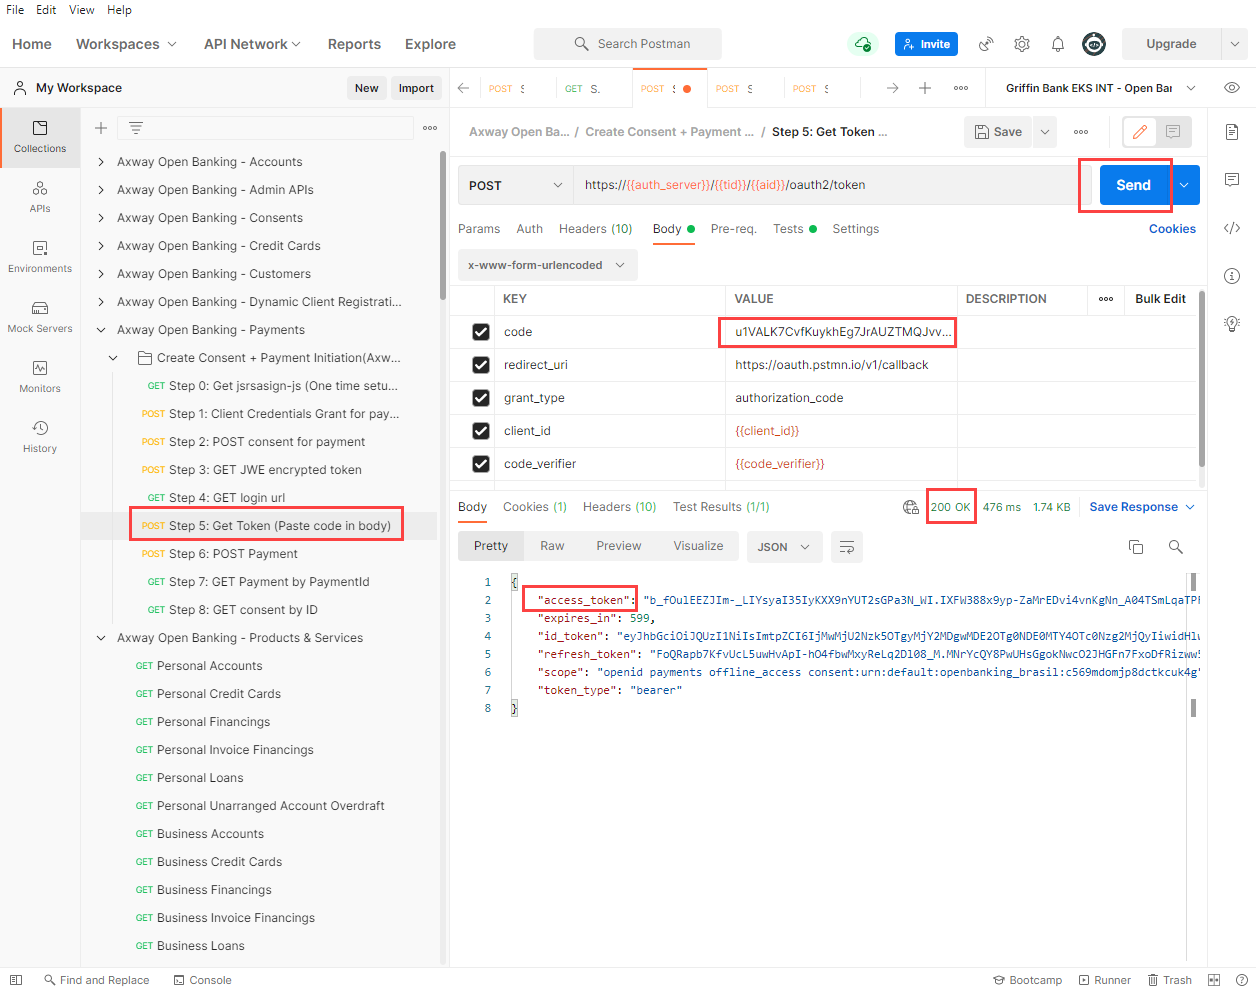 File Edit View Help
Home Workspaces API Network Reports Explore Search Postman Invite Upgrade
My Workspace New Import POST GET S. POST POST POST Griffin Bank EKS INT - Open Bar
Collections
APIs
Environments
Mock Servers
Monitors
History
Axway Open Banking - Accounts
Axway Open Banking - Admin APIs
Axway Open Banking - Consents
Axway Open Banking - Credit Cards
Axway Open Banking - Customers
Axway Open Banking - Dynamic Client Registrati...
Axway Open Banking - Payments
Create Consent + Payment Initiation(Axw...
GET Step 0: Get jsrsasign-js (One time setu...
POST Step 1: Client Credentials Grant for pay...
POST Step 2: POST consent for payment
POST Step 3: GET JWE encrypted token
GET Step 4: GET login url
POST Step 5: Get Token (Paste code in body)
POST Step 6: POST Payment
GET Step 7: GET Payment by PaymentId
GET Step 8: GET consent by ID
Axway Open Banking - Products & Services
GET Personal Accounts
GET Personal Credit Cards
GET Personal Financings
GET Personal Invoice Financings
GET Personal Loans
GET Personal Unarranged Account Overdraft
GET Business Accounts
GET Business Credit Cards
GET Business Financings
GET Business Invoice Financings
GET Business Loans
Axway Open Ba... / Create Consent + Payment ... / Step 5: Get Token ... Save
POST https://{{auth_server}}/{{tid}}/{{aid}}/oauth2/token Send
Params Auth Headers (10) Body Pre-req. Tests Settings Cookies
x-www-form-urlencoded
KEY VALUE DESCRIPTION Bulk Edit
code u1VALK7CvfKuykhEg7JrAUZTMQJvv...
redirect_uri https://oauth.pstmn.io/v1/callback
grant_type authorization_code
client_id {{client_id}}
code_verifier {{code_verifier}}
Body Cookies (1) Headers (10) Test Results (1/1) 200 OK 476 ms 1.74 KB Save Response
Pretty Raw Preview Visualize JSON
1 {
2 "access_token": "b_fOulEEZJIm-_LIYsyaI35IyKXX9nYUT2sGPa3N_WI.IXFW388x9yp-ZaMrEDvi4vnKgNn_A04TSmLqaTPF
3 "expires_in": 599,
4 "id_token": "eyJhbGciOiJQUzI1NiIsImtpZCI6IjMwMjU2Nzk5OTgyMjY2MDgwMDE2OTg0NDE0MTY4OTc0Nzg2MjQyIiwidHlw
5 "refresh_token": "FoQRapb7KfvUcL5uwHvApI-hO4fbwMxyReLq2Dl08_M.MNrYcQY8PwUHsGgokNwcO2JHGFn7FxoDfRizww5
6 "scope": "openid payments offline_access consent:urn:default:openbanking_brasil:c569mdomjp8dctkcuk4g"
7 "token_type": "bearer"
8 }
Find and Replace Console Bootcamp Runner Trash